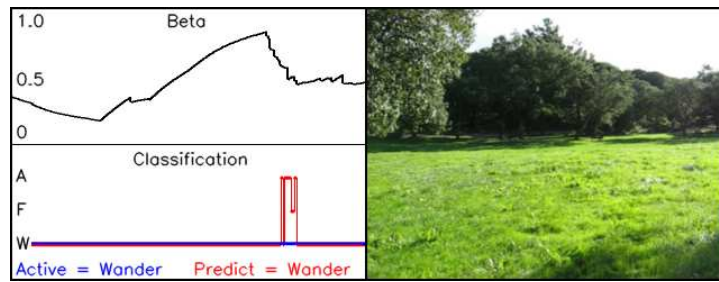 Beta
1.0
0.5
0
Classification
A
F
W
Active = Wander
Predict = Wander